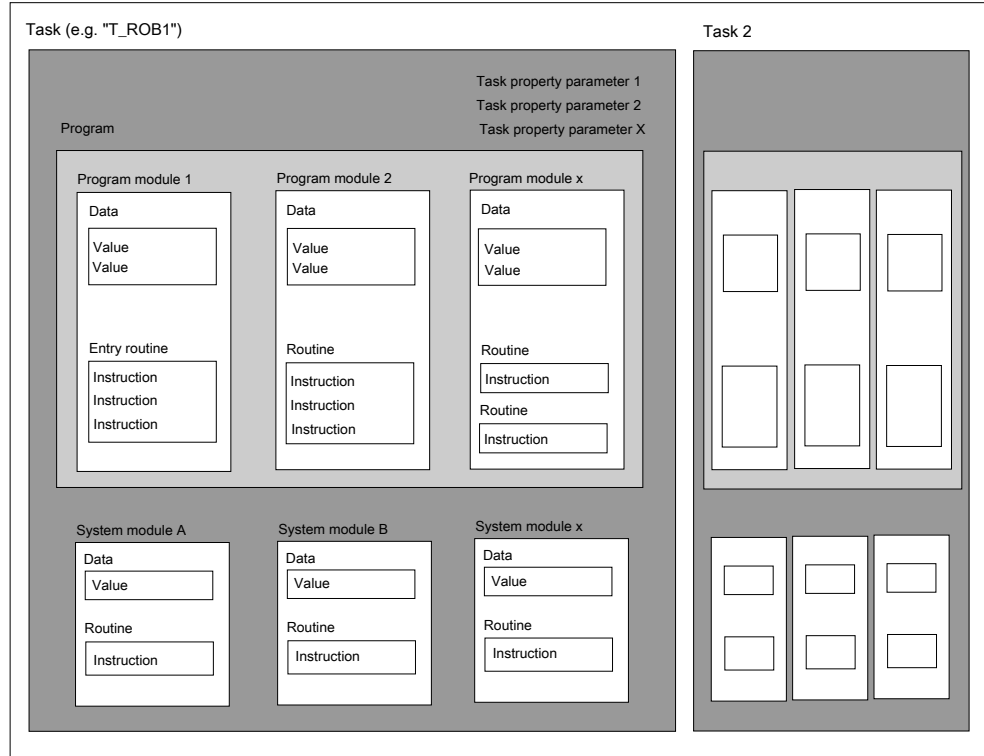 Task (e.g. "T_ROB1")
Task 2
Task property parameter 1
Task property parameter 2
Task property parameter X
Program
Program module 1
Data
Value
Value
Entry routine
Instruction
Instruction
Instruction
Program module 2
Data
Value
Value
Routine
Instruction
Instruction
Instruction
Program module x
Data
Value
Value
Routine
Instruction
Routine
Instruction
System module A
Data
Value
Routine
Instruction
System module B
Data
Value
Routine
Instruction
System module x
Data
Value
Routine
Instruction